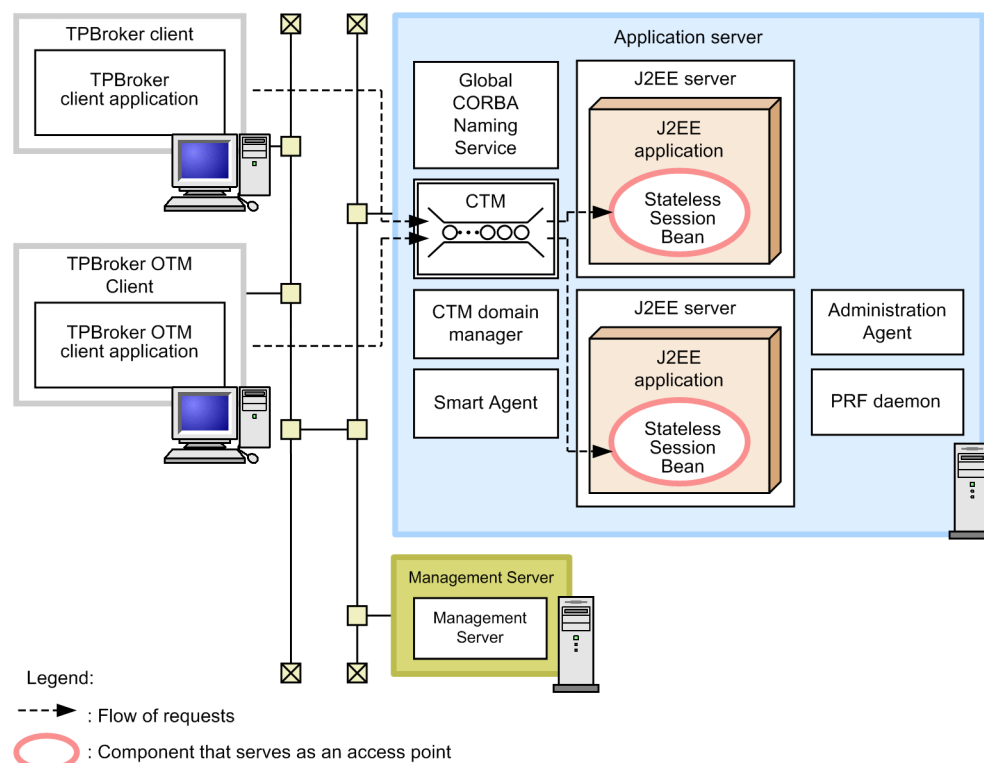 TPBroker client
TPBroker
client application
TPBroker OTM
Client
TPBroker OTM
client application
Application server
Global
CORBA
Naming
Service
CTM
CTM domain
manager
Smart Agent
J2EE server
J2EE
application
Stateless
Session
Bean
J2EE server
J2EE
application
Stateless
Session
Bean
Administration
Agent
PRF daemon
Management Server
Management
Server
Legend:
: Flow of requests
: Component that serves as an access point